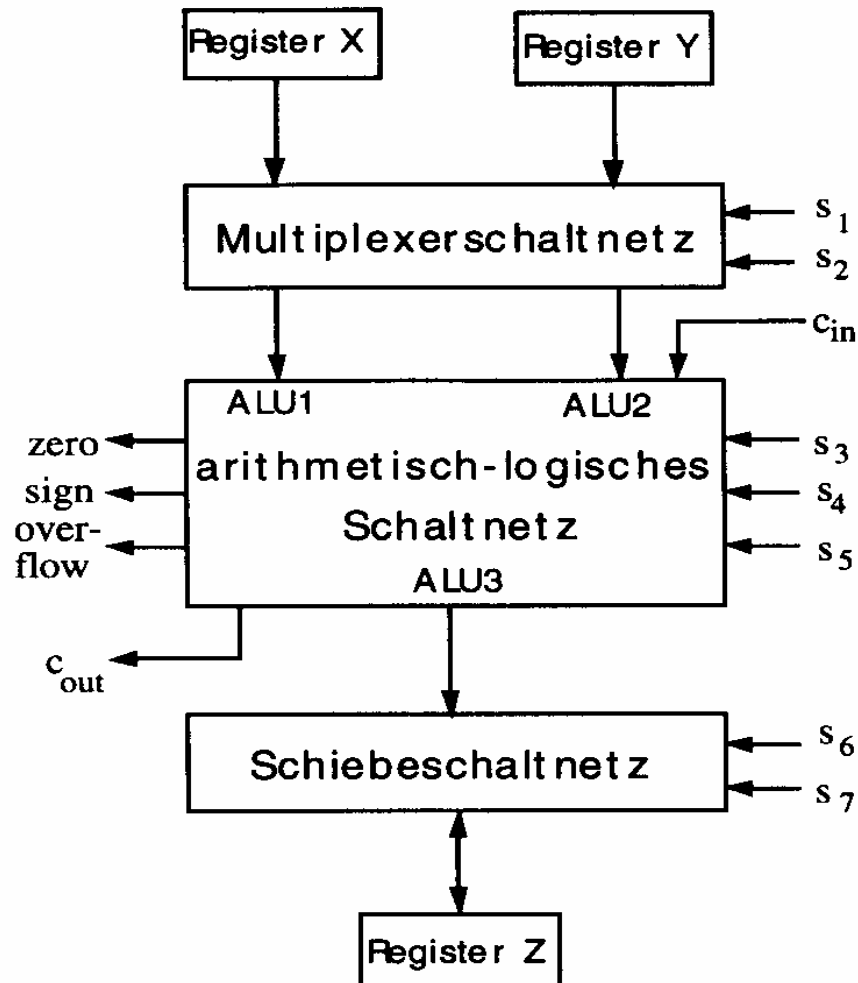 Register X
Register Y
Multiplexerschaltnetz
s1
s2
cin
ALU1
ALU2
zero
sign
over-
flow
arithmetisch-logisches
Schaltnetz
ALU3
s3
s4
s5
cout
Schiebeschaltnetz
s6
s7
Register Z